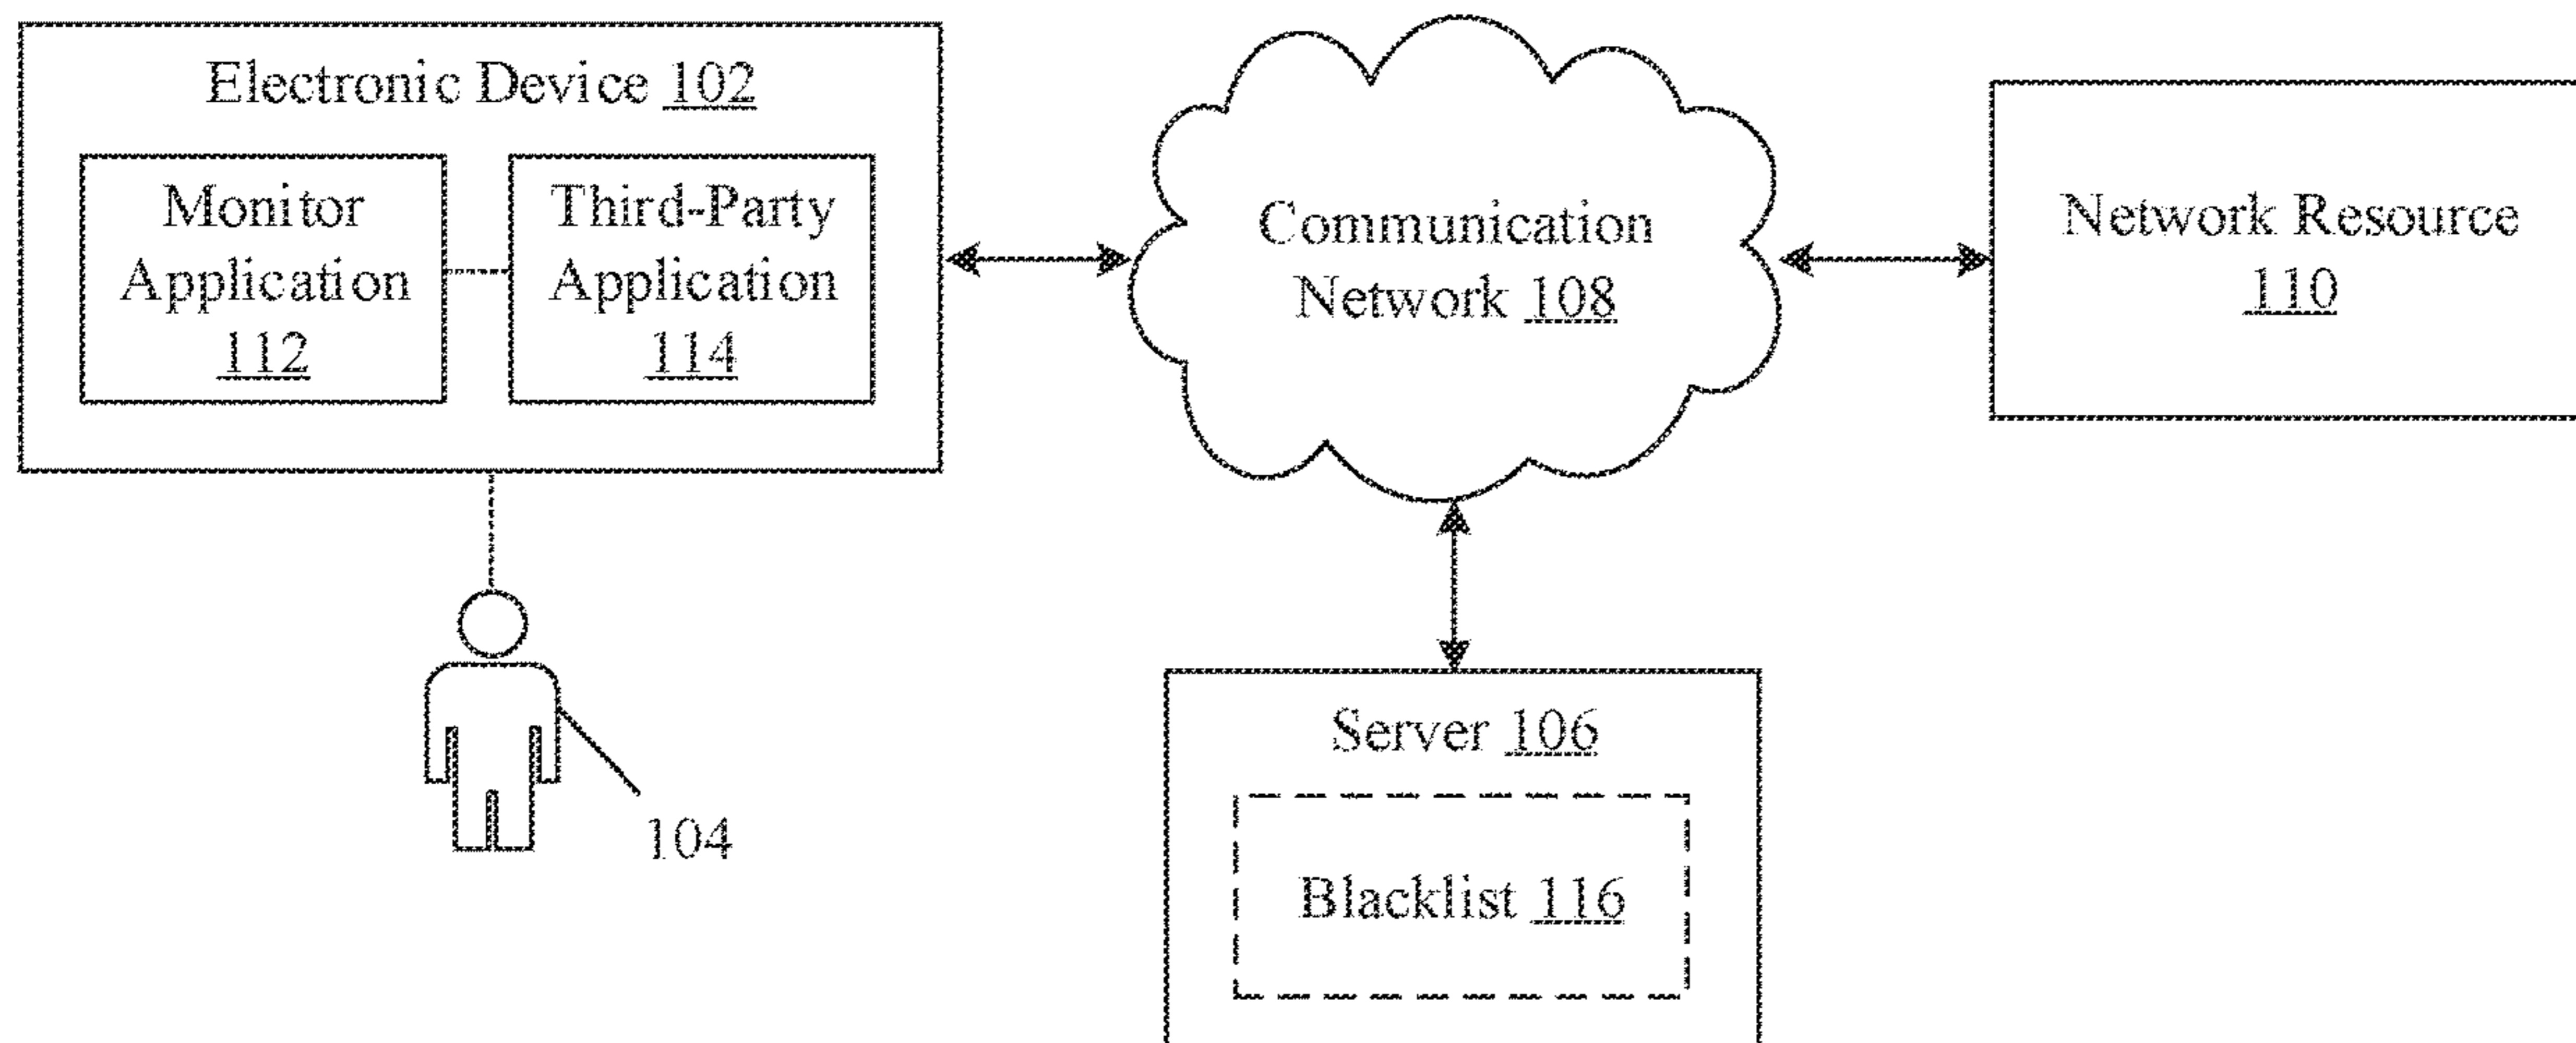 Electronic Device 102
Monitor
Application
112
Third-Party
Application
114
Communication
Network 108
Network Resource
110
104
Server 106
Blacklist 116